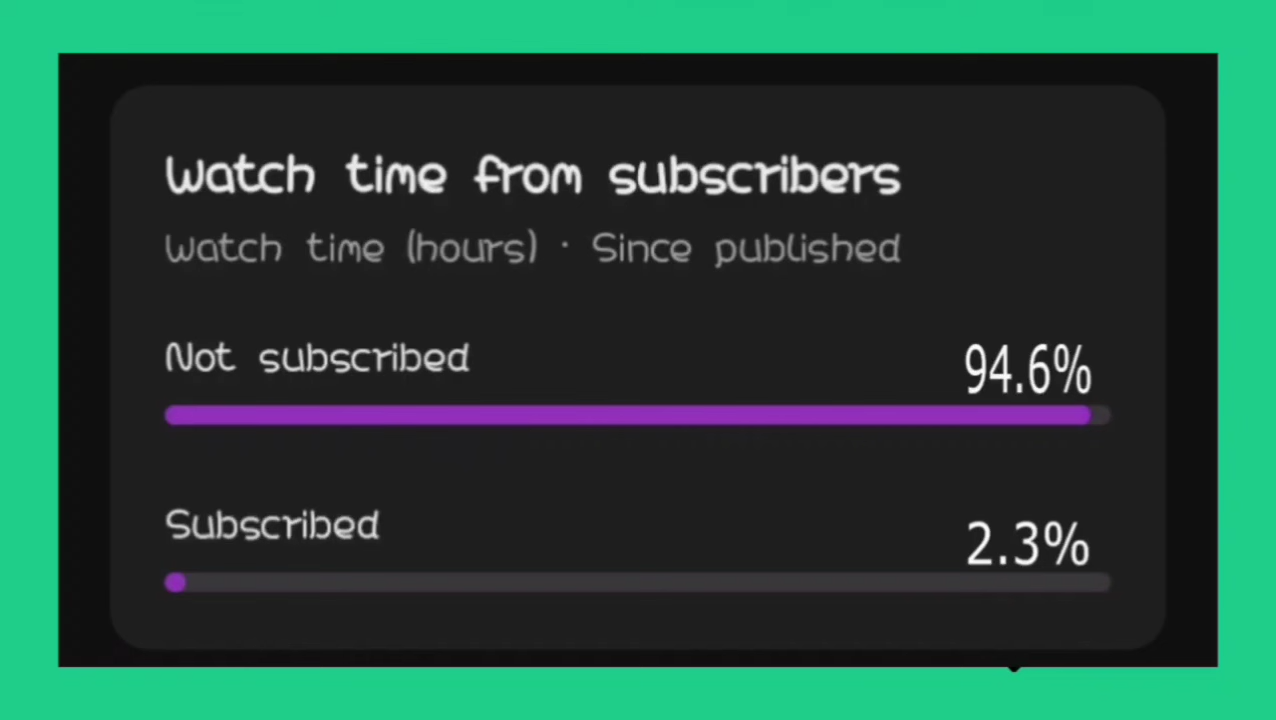 Watch time from subscribers
Watch time (hours) · Since published
Not subscribed 94.6%
Subscribed 2.3%